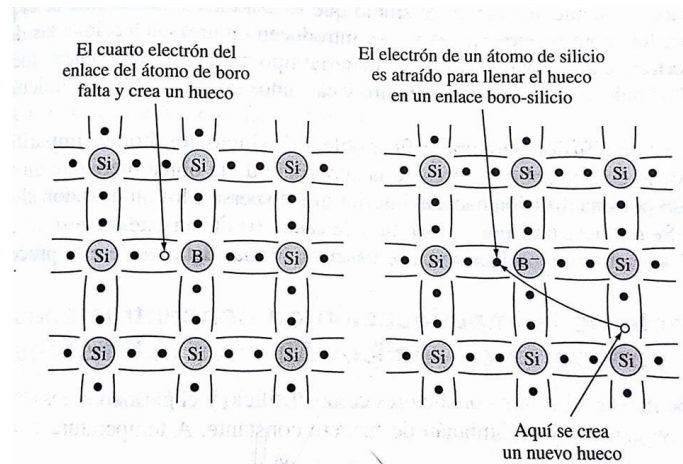 El cuarto electrón del
enlace del átomo de boro
falta y crea un hueco
Si Si Si
Si B Si
Si Si Si
El electrón de un átomo de silicio
es atraído para llenar el hueco
en un enlace boro-silicio
Si Si Si
Si B⁻ Si
Si Si Si
Aquí se crea
un nuevo hueco